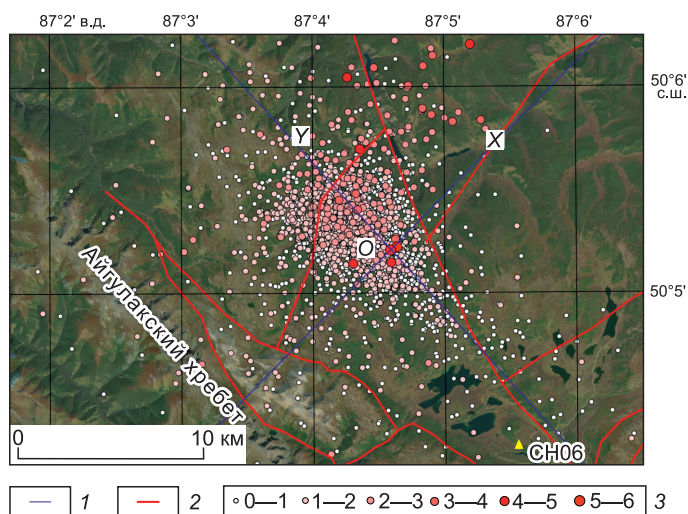 87°2' в.д. 87°3' 87°4' 87°5' 87°6'
50°6'
с.ш.
Y
X
O
50°5'
Айгулакский хребет
0 10 км
CH06
1 2 0—1 1—2 2—3 3—4 4—5 5—6 3